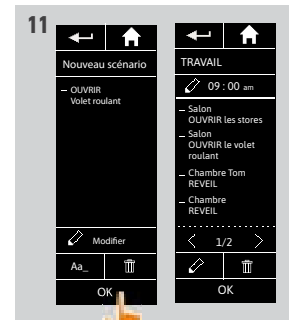 11
Nouveau scénario
– OUVRIR
Volet roulant
Modifier
Aa_
OK
TRAVAIL
09 : 00 am
– Salon
OUVRIR les stores
– Salon
OUVRIR le volet
roulant
– Chambre Tom
REVEIL
– Chambre
REVEIL
1/2
OK